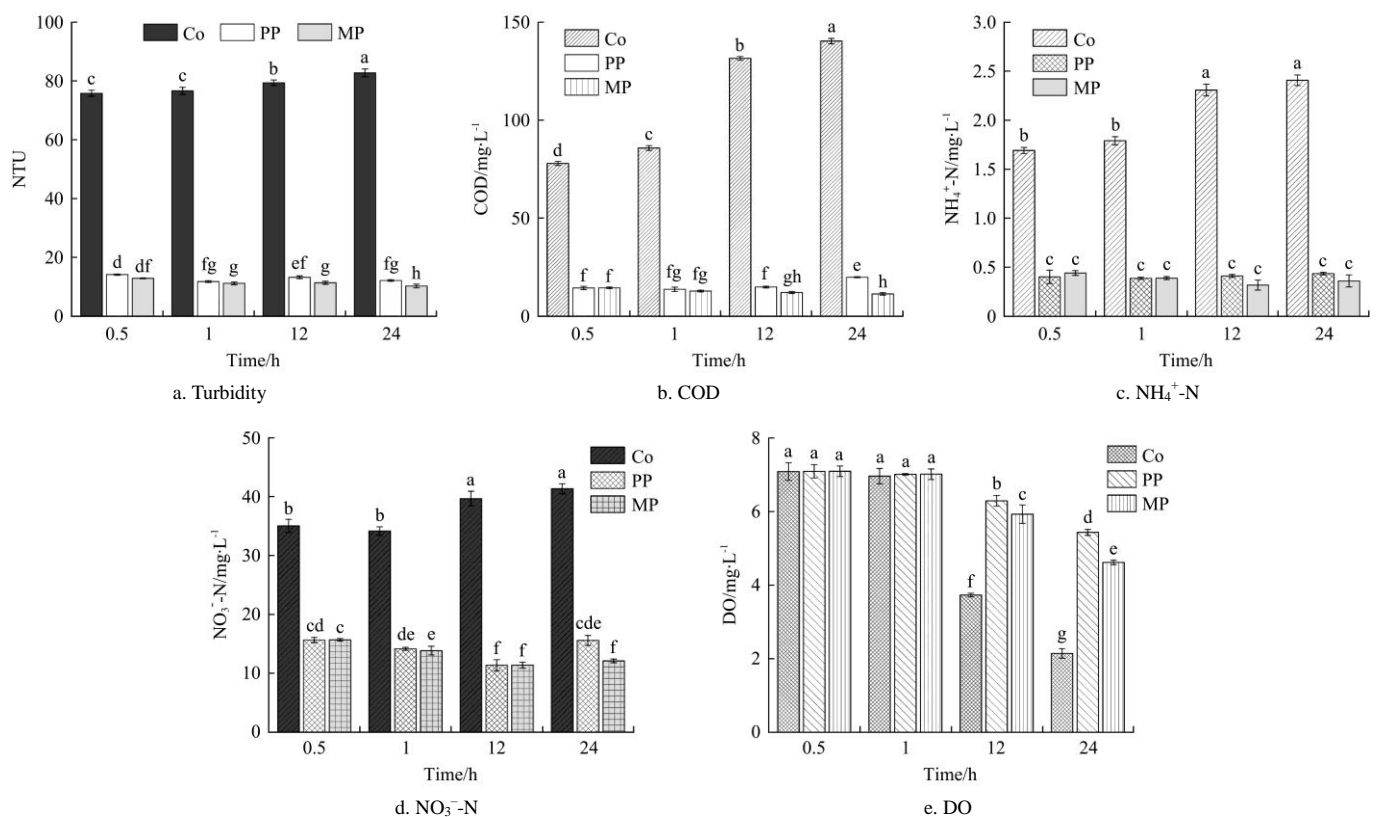 100
80
60
40
20
0
NTU
Co PP MP
c c b a
d df fg g ef g fg h
0.5 1 12 24
Time/h
a. Turbidity
150
100
50
0
COD/mg·L⁻¹
Co
PP
MP
d c b a
f f fg fg f gh e h
0.5 1 12 24
Time/h
b. COD
3.0
2.5
2.0
1.5
1.0
0.5
0
NH₄⁺-N/mg·L⁻¹
Co
PP
MP
b b a a
c c c c c c c c
0.5 1 12 24
Time/h
c. NH₄⁺-N
50
40
30
20
10
0
NO₃⁻-N/mg·L⁻¹
Co
PP
MP
b b a a
cd c de e f f cde f
0.5 1 12 24
Time/h
d. NO₃⁻-N
8
6
4
2
0
DO/mg·L⁻¹
Co
PP
MP
a a a a a a f b c g d e
0.5 1 12 24
Time/h
e. DO